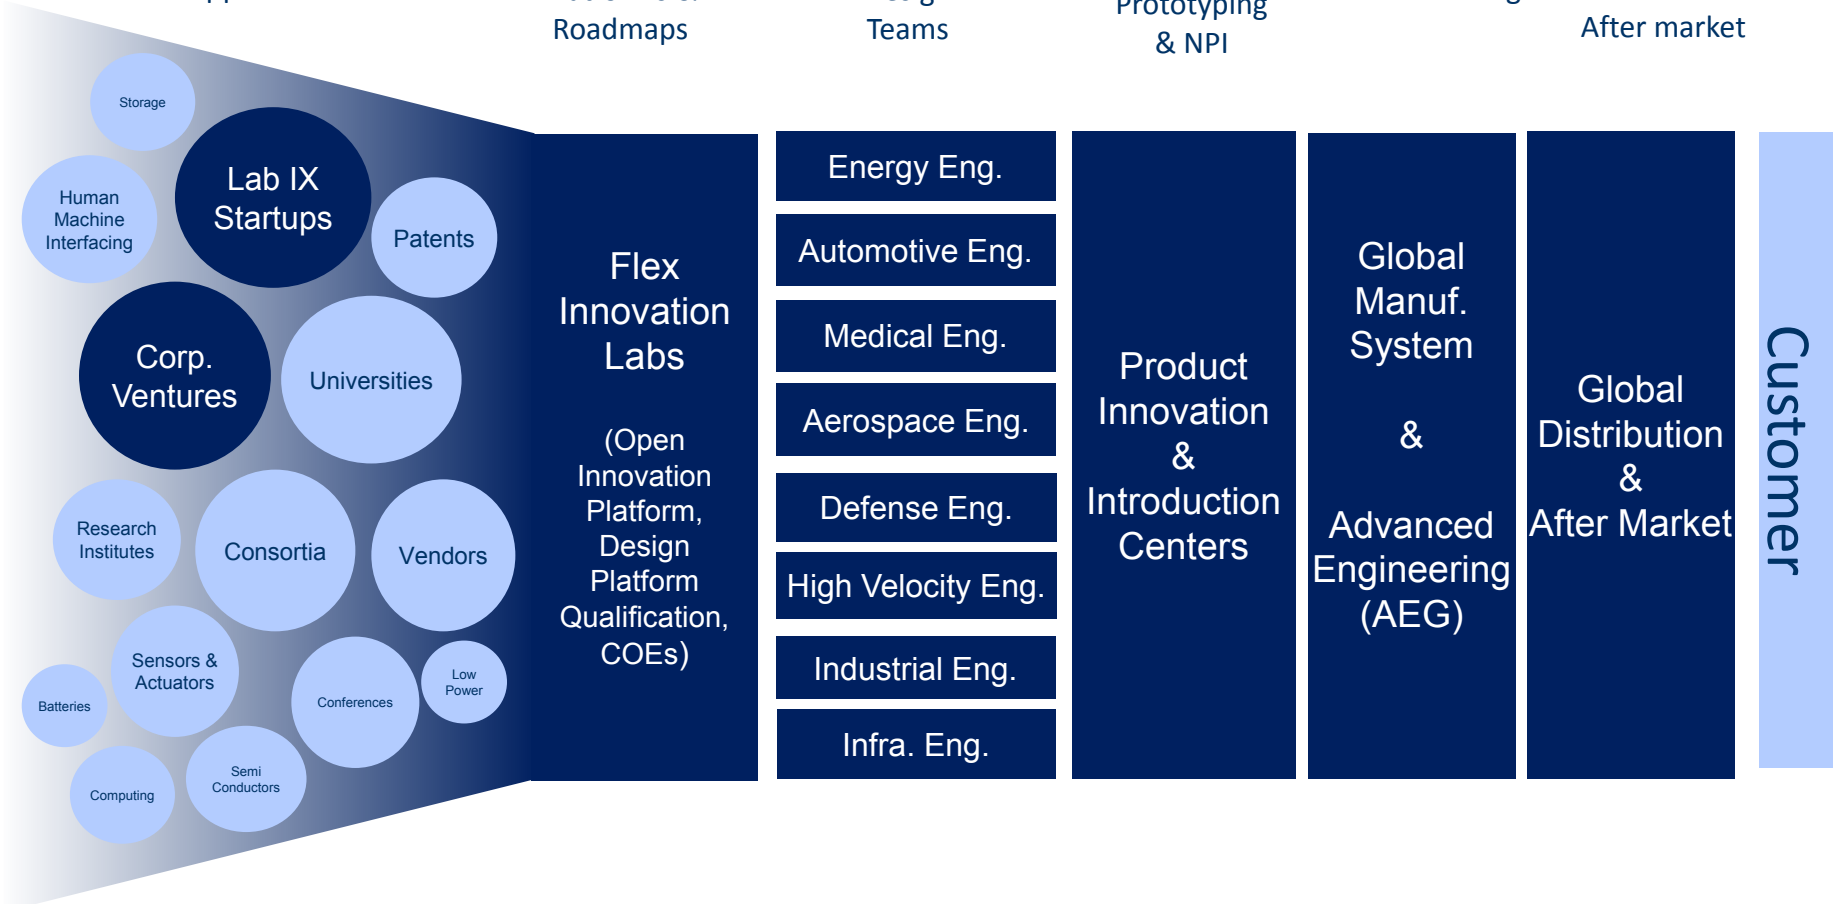 Roadmaps
Teams
Prototyping
& NPI
After market
Storage
Lab IX
Startups
Human
Machine
Interfacing
Patents
Corp.
Ventures
Universities
Research
Institutes
Consortia
Vendors
Sensors &
Actuators
Low
Power
Batteries
Conferences
Semi
Conductors
Computing
Flex
Innovation
Labs
(Open
Innovation
Platform,
Design
Platform
Qualification,
COEs)
Energy Eng.
Automotive Eng.
Medical Eng.
Aerospace Eng.
Defense Eng.
High Velocity Eng.
Industrial Eng.
Infra. Eng.
Product
Innovation
&
Introduction
Centers
Global
Manuf.
System
&
Advanced
Engineering
(AEG)
Global
Distribution
&
After Market
Customer